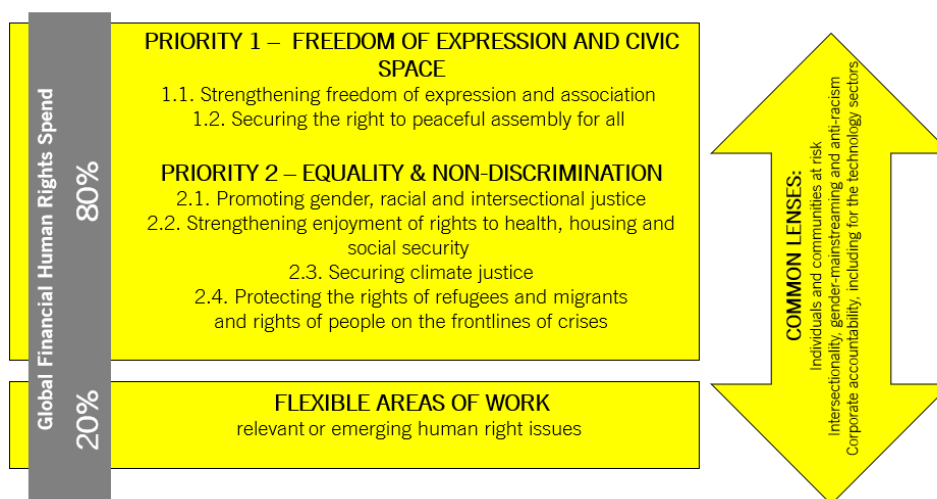 PRIORITY 1 – FREEDOM OF EXPRESSION AND CIVIC
SPACE
1.1. Strengthening freedom of expression and association
1.2. Securing the right to peaceful assembly for all
PRIORITY 2 – EQUALITY & NON-DISCRIMINATION
2.1. Promoting gender, racial and intersectional justice
2.2. Strengthening enjoyment of rights to health, housing and
social security
2.3. Securing climate justice
2.4. Protecting the rights of refugees and migrants
and rights of people on the frontlines of crises
FLEXIBLE AREAS OF WORK
relevant or emerging human right issues
Global Financial Human Rights Spend
80%
20%
COMMON LENSES:
Individuals and communities at risk
Intersectionality, gender-mainstreaming and anti-racism
Corporate accountability, including for the technology sectors